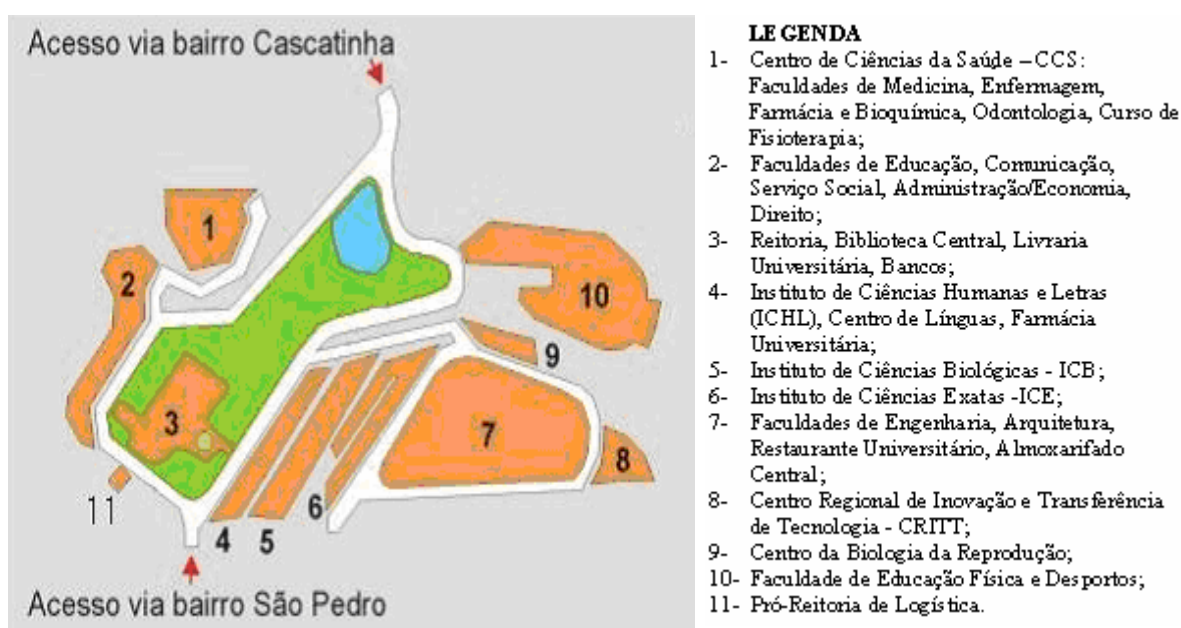 Acesso via bairro Cascatinha
1
2
10
3
9
7
8
11
6
4
5
Acesso via bairro São Pedro
LEGENDA
1- Centro de Ciências da Saúde – CCS:
Faculdades de Medicina, Enfermagem,
Farmácia e Bioquímica, Odontologia, Curso de
Fisioterapia;
2- Faculdades de Educação, Comunicação,
Serviço Social, Administração/Economia,
Direito;
3- Reitoria, Biblioteca Central, Livraria
Universitária, Bancos;
4- Instituto de Ciências Humanas e Letras
(ICHL), Centro de Línguas, Farmácia
Universitária;
5- Instituto de Ciências Biológicas - ICB;
6- Instituto de Ciências Exatas -ICE;
7- Faculdades de Engenharia, Arquitetura,
Restaurante Universitário, Almoxarifado
Central;
8- Centro Regional de Inovação e Transferência
de Tecnologia - CRITT;
9- Centro da Biologia da Reprodução;
10- Faculdade de Educação Física e Desportos;
11- Pró-Reitoria de Logística.